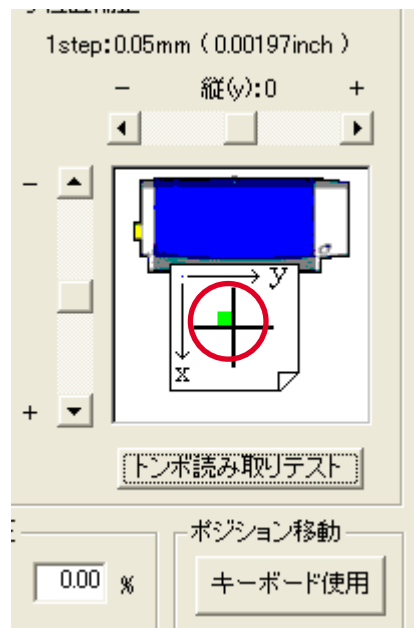 1step:0.05mm ( 0.00197inch )
− 縦(y):0 +
−
y
x
+
トンボ読み取りテスト
ポジション移動
0.00 % キーボード使用